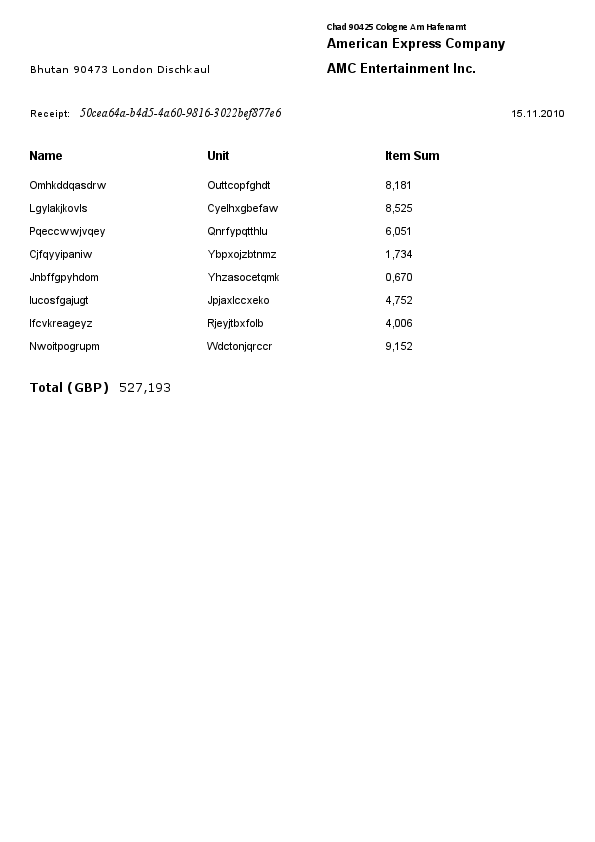 Chad 90425 Cologne Am Hafenamt
American Express Company
Bhutan 90473 London Dischkaul
AMC Entertainment Inc.
Receipt: 50cea64a-b4d5-4a60-9816-3022bef877e6 15.11.2010
Name Unit Item Sum
Omhkddqasdrw Outtcopfghdt 8,181
Lgylakjkovls Cyelhxgbefaw 8,525
Pqeccwwjvqey Qnrfypqtthlu 6,051
Cjfqyyipaniw Ybpxojzbtnmz 1,734
Jnbffgpyhdom Yhzasocetqmk 0,670
Iucosfgajugt Jpjaxlccxeko 4,752
Ifcvkreageyz Rjeyjtbxfolb 4,006
Nwoitpogrupm Wdctonjqrccr 9,152
Total (GBP) 527,193